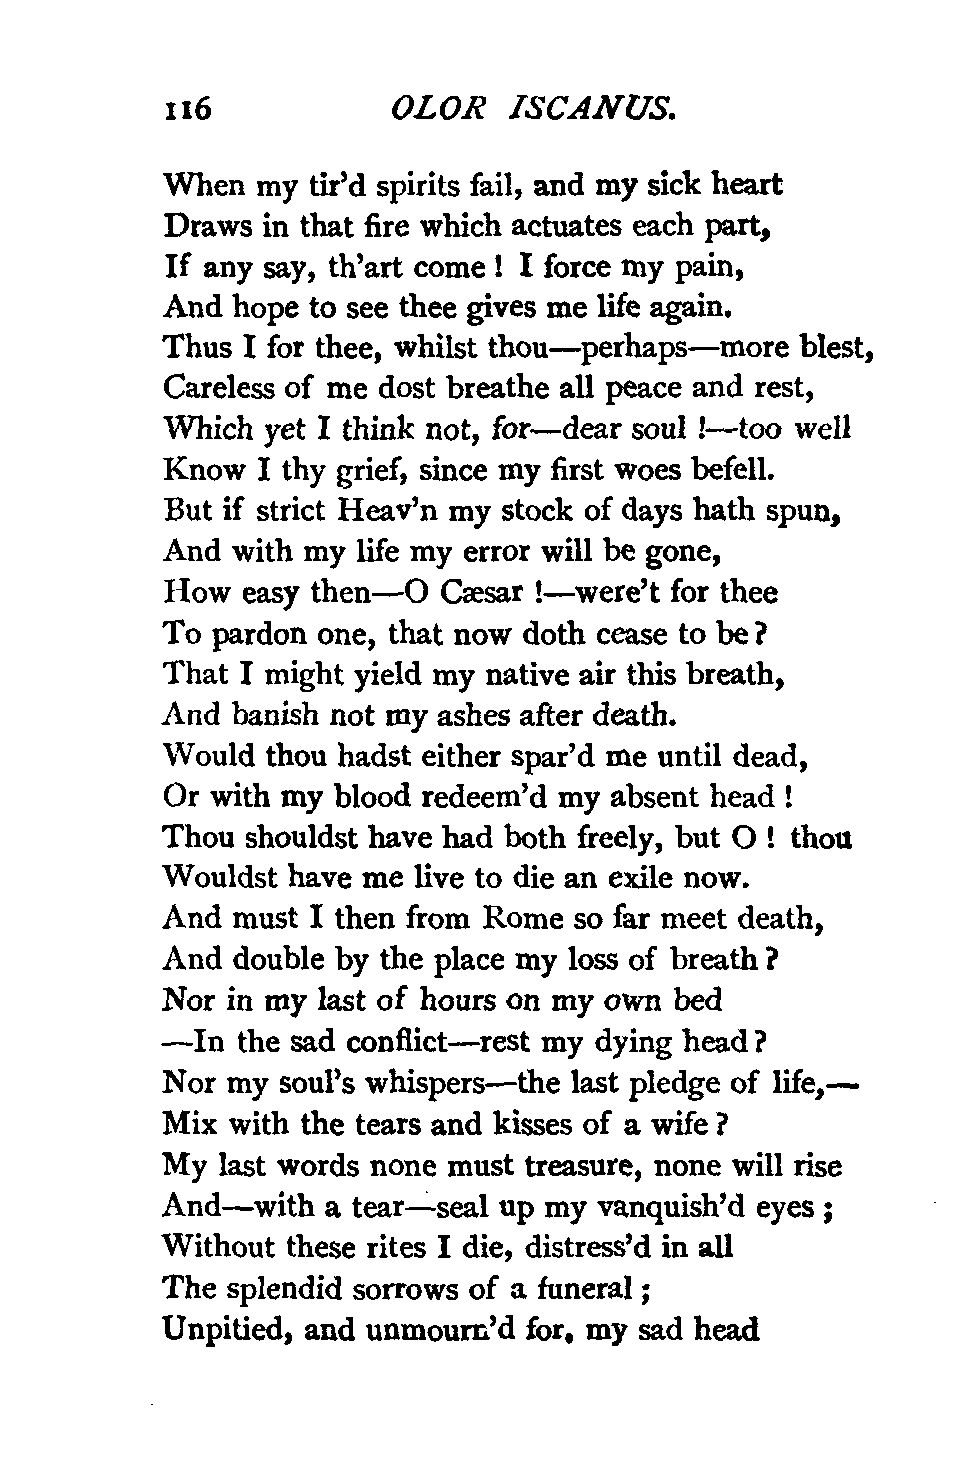 116 OLOR ISCANUS.
When my tir'd spirits fail, and my sick heart
Draws in that fire which actuates each part,
If any say, th'art come ! I force my pain,
And hope to see thee gives me life again.
Thus I for thee, whilst thou—perhaps—more blest,
Careless of me dost breathe all peace and rest,
Which yet I think not, for—dear soul !—too well
Know I thy grief, since my first woes befell.
But if strict Heav'n my stock of days hath spun,
And with my life my error will be gone,
How easy then—O Cæsar !—were't for thee
To pardon one, that now doth cease to be ?
That I might yield my native air this breath,
And banish not my ashes after death.
Would thou hadst either spar'd me until dead,
Or with my blood redeem'd my absent head !
Thou shouldst have had both freely, but O ! thou
Wouldst have me live to die an exile now.
And must I then from Rome so far meet death,
And double by the place my loss of breath ?
Nor in my last of hours on my own bed
—In the sad conflict—rest my dying head ?
Nor my soul's whispers—the last pledge of life,—
Mix with the tears and kisses of a wife ?
My last words none must treasure, none will rise
And—with a tear—seal up my vanquish'd eyes ;
Without these rites I die, distress'd in all
The splendid sorrows of a funeral ;
Unpitied, and unmourn'd for, my sad head